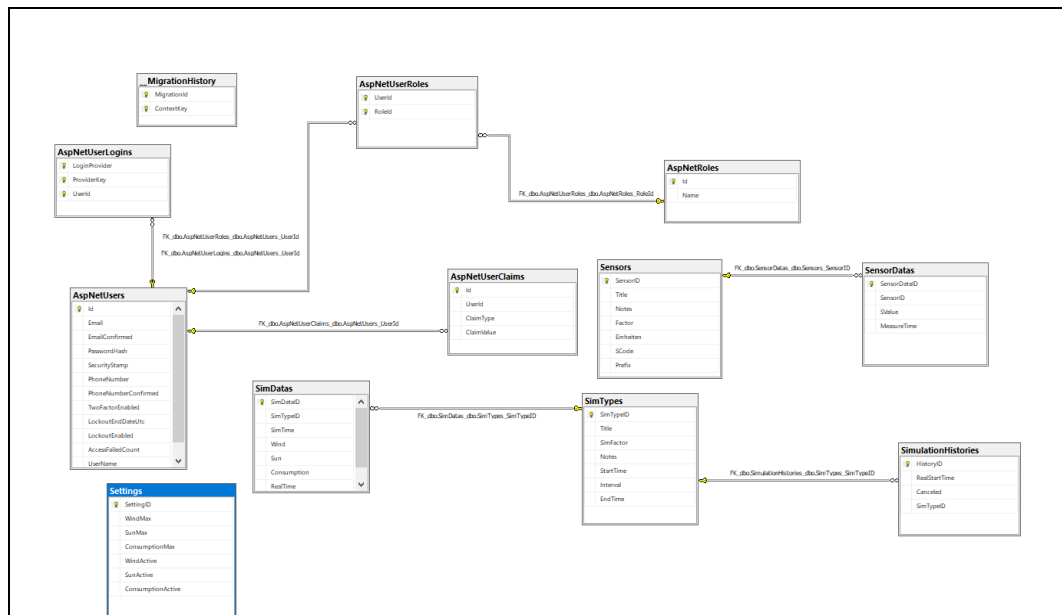 __MigrationHistory
MigrationId
ContextKey
AspNetUserRoles
UserId
RoleId
AspNetUserLogins
LoginProvider
ProviderKey
UserId
AspNetRoles
Id
Name
FK_dbo.AspNetUserRoles_dbo.AspNetRoles_RoleId
FK_dbo.AspNetUserRoles_dbo.AspNetUsers_UserId
FK_dbo.AspNetUserLogins_dbo.AspNetUsers_UserId
AspNetUsers
Id
Email
EmailConfirmed
PasswordHash
SecurityStamp
PhoneNumber
PhoneNumberConfirmed
TwoFactorEnabled
LockoutEndDateUtc
LockoutEnabled
AccessFailedCount
UserName
AspNetUserClaims
Id
UserId
ClaimType
ClaimValue
FK_dbo.AspNetUserClaims_dbo.AspNetUsers_UserId
Sensors
SensorID
Title
Notes
Factor
Einheiten
SCode
Prefix
FK_dbo.SensorDatas_dbo.Sensors_SensorID
SensorDatas
SensorDataID
SensorID
SValue
MeasureTime
SimDatas
SimDataID
SimTypeID
SimTime
Wind
Sun
Consumption
RealTime
FK_dbo.SimDatas_dbo.SimTypes_SimTypeID
SimTypes
SimTypeID
Title
SimFactor
Notes
StartTime
Interval
EndTime
FK_dbo.SimulationHistories_dbo.SimTypes_SimTypeID
SimulationHistories
HistoryID
RealStartTime
Canceled
SimTypeID
Settings
SettingID
WindMax
SunMax
ConsumptionMax
WindActive
SunActive
ConsumptionActive